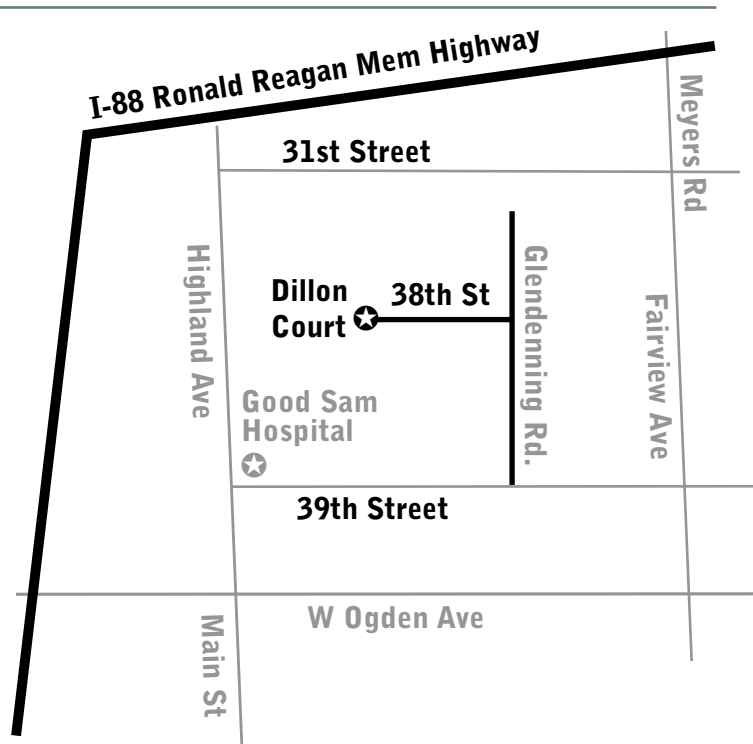 I-88 Ronald Reagan Mem Highway
Meyers Rd
31st Street
Highland Ave
Dillon
Court
38th St
Glendenning Rd.
Fairview Ave
Good Sam
Hospital
39th Street
W Ogden Ave
Main St